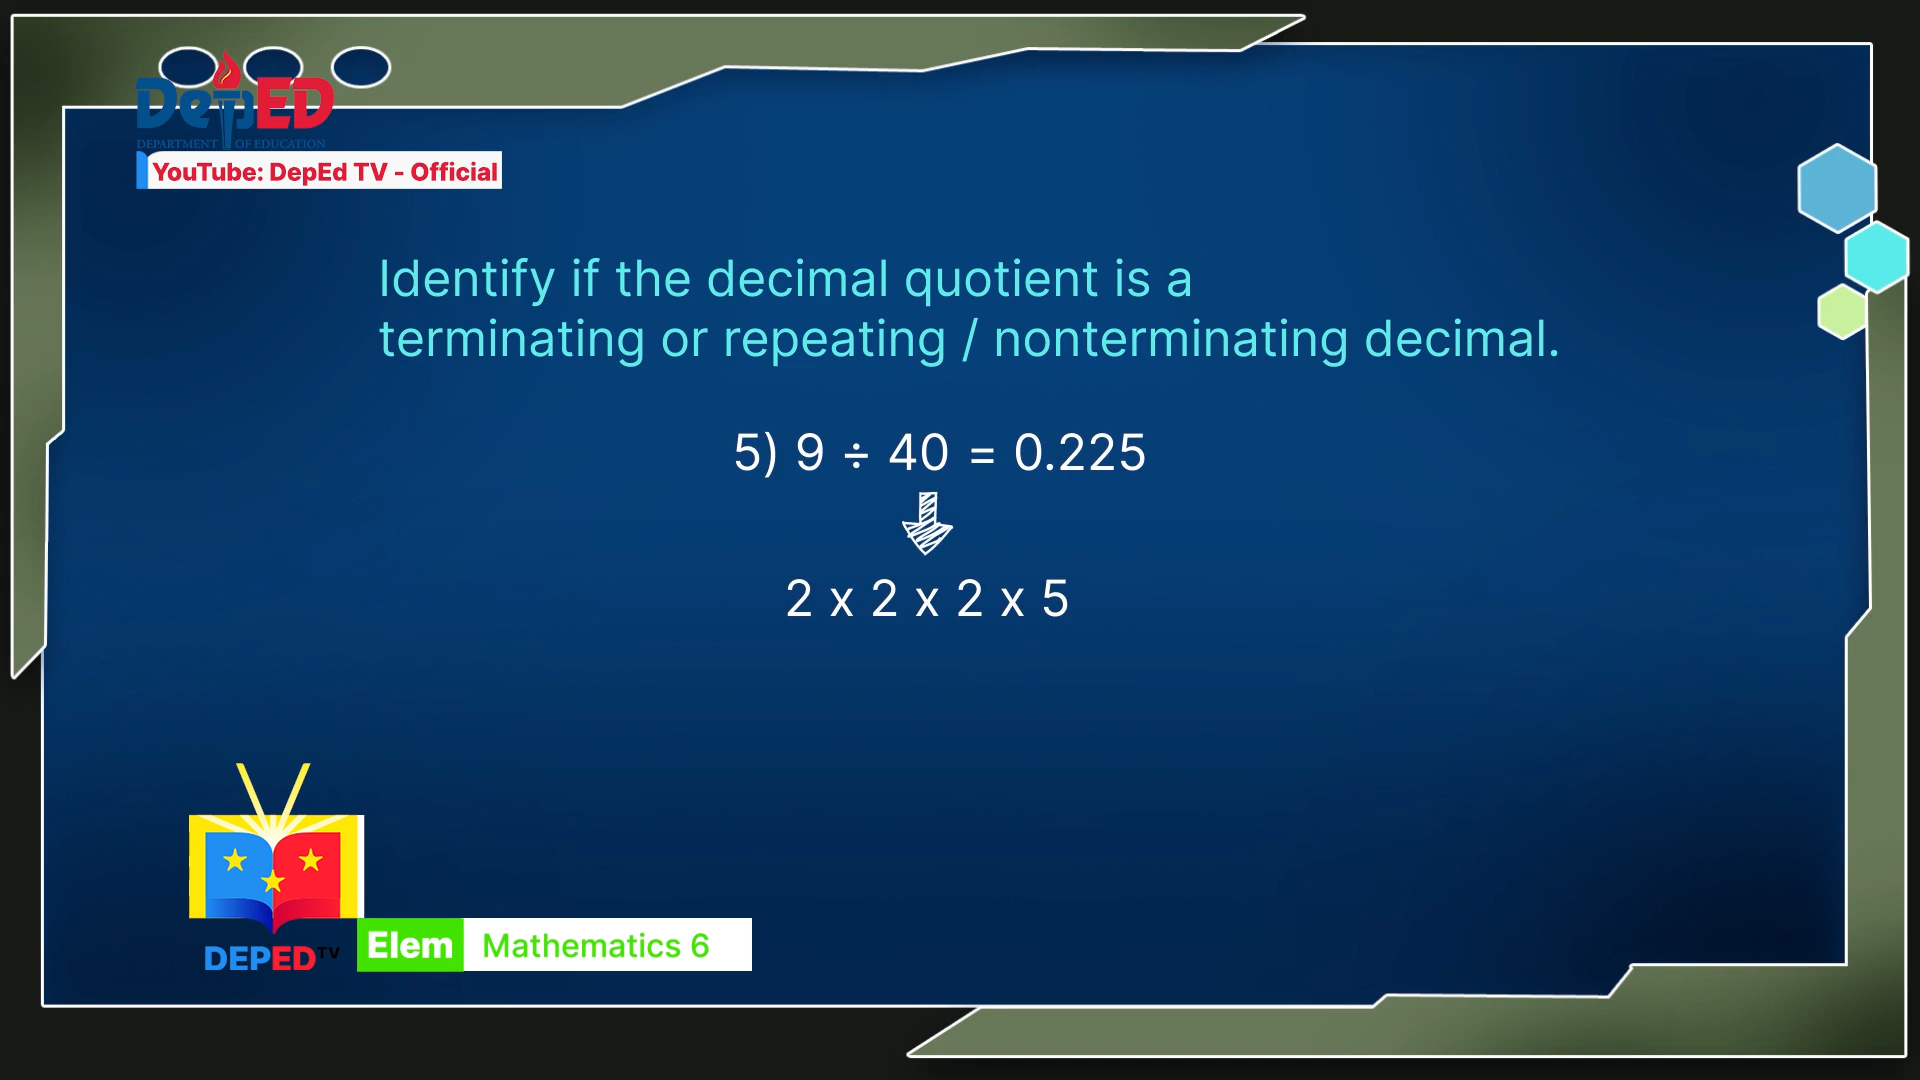 DepED
DEPARTMENT OF EDUCATION
YouTube: DepEd TV - Official
Identify if the decimal quotient is a
terminating or repeating / nonterminating decimal.
5) 9 ÷ 40 = 0.225
2 x 2 x 2 x 5
DEPED TV
Elem Mathematics 6